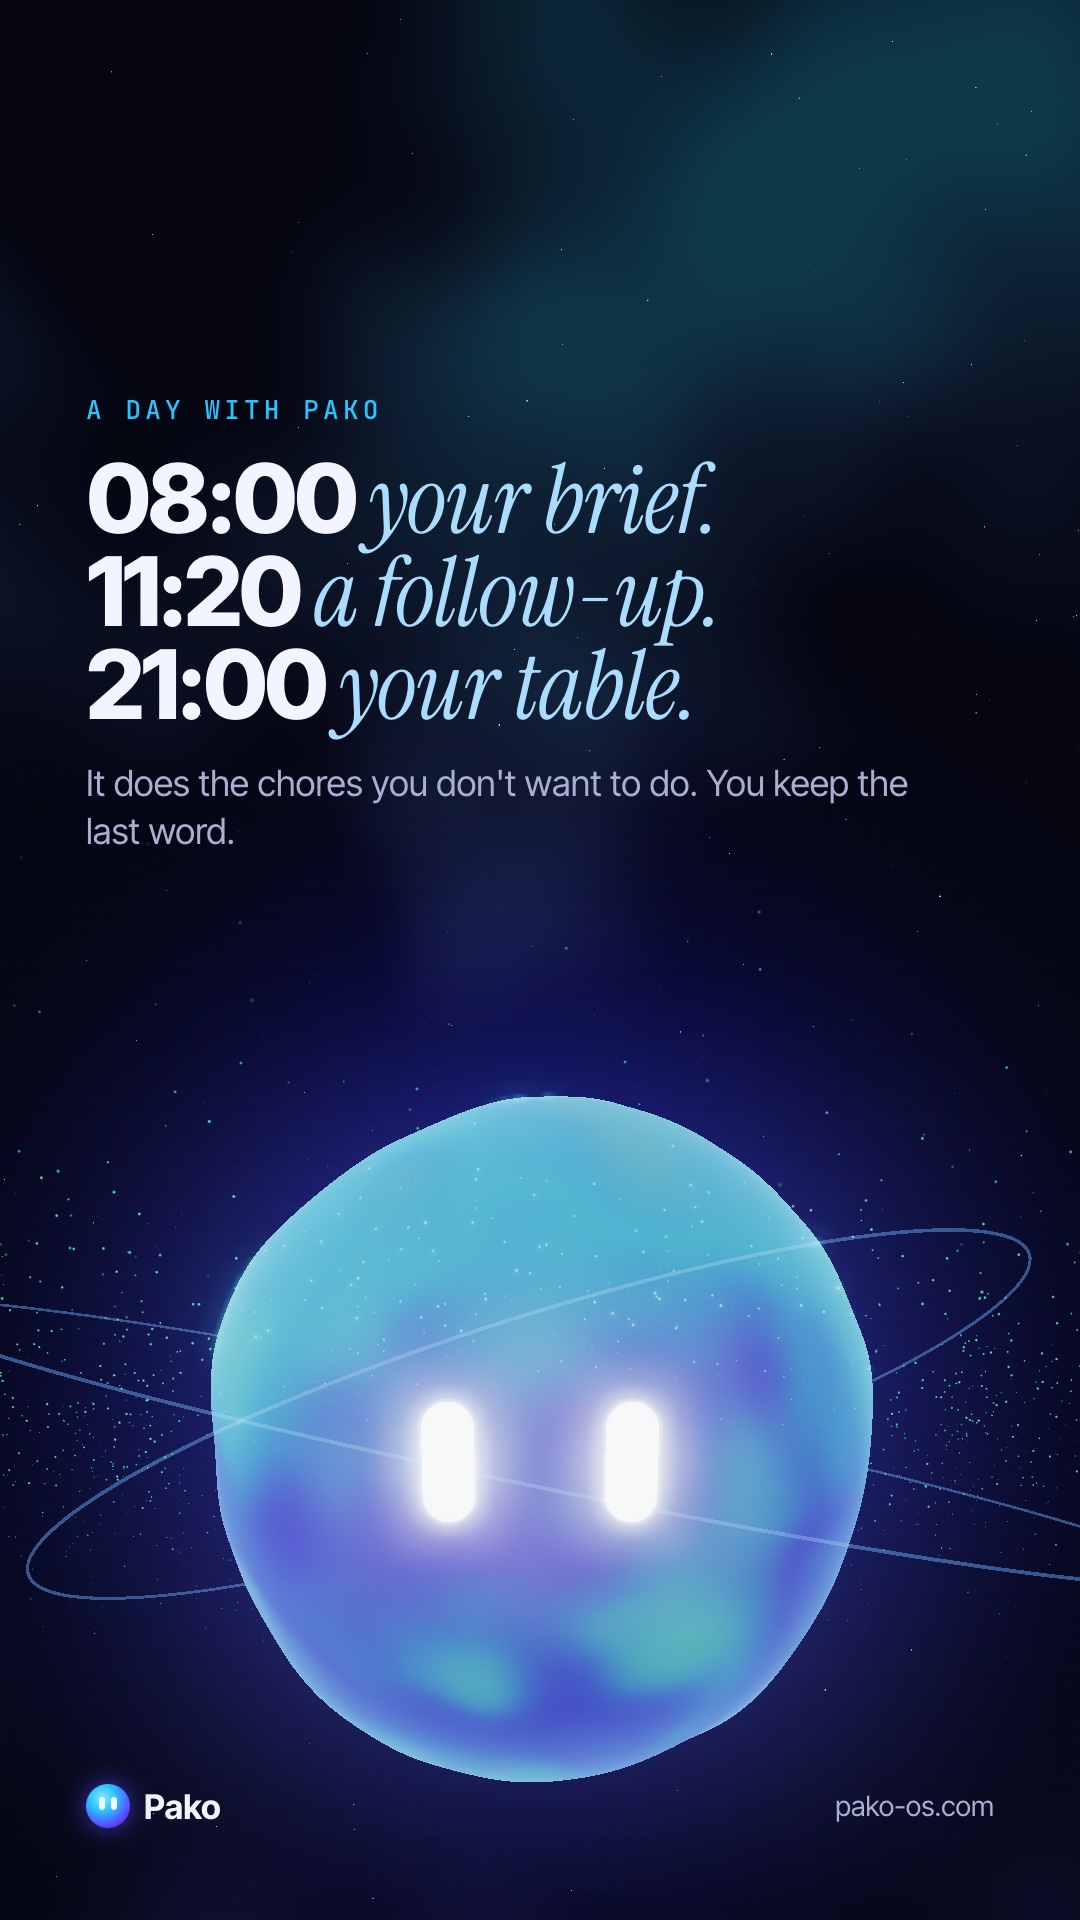 A DAY WITH PAKO
08:00 your brief.
11:20 a follow-up.
21:00 your table.
It does the chores you don't want to do. You keep the
last word.
Pako
pako-os.com